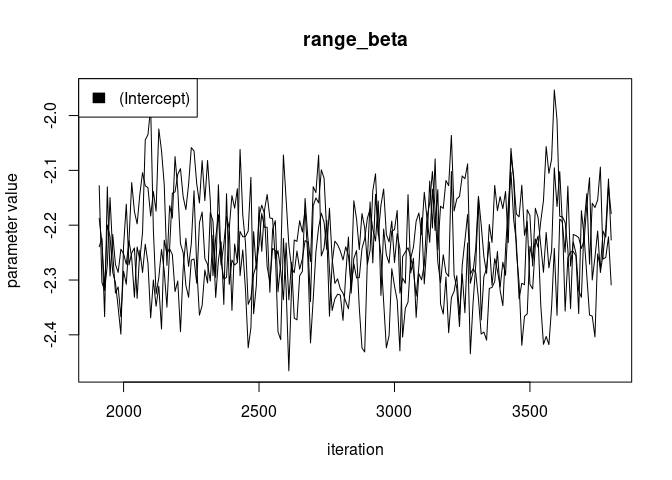 range_beta
(Intercept)
parameter value
-2.0
-2.1
-2.2
-2.3
-2.4
2000 2500 3000 3500
iteration